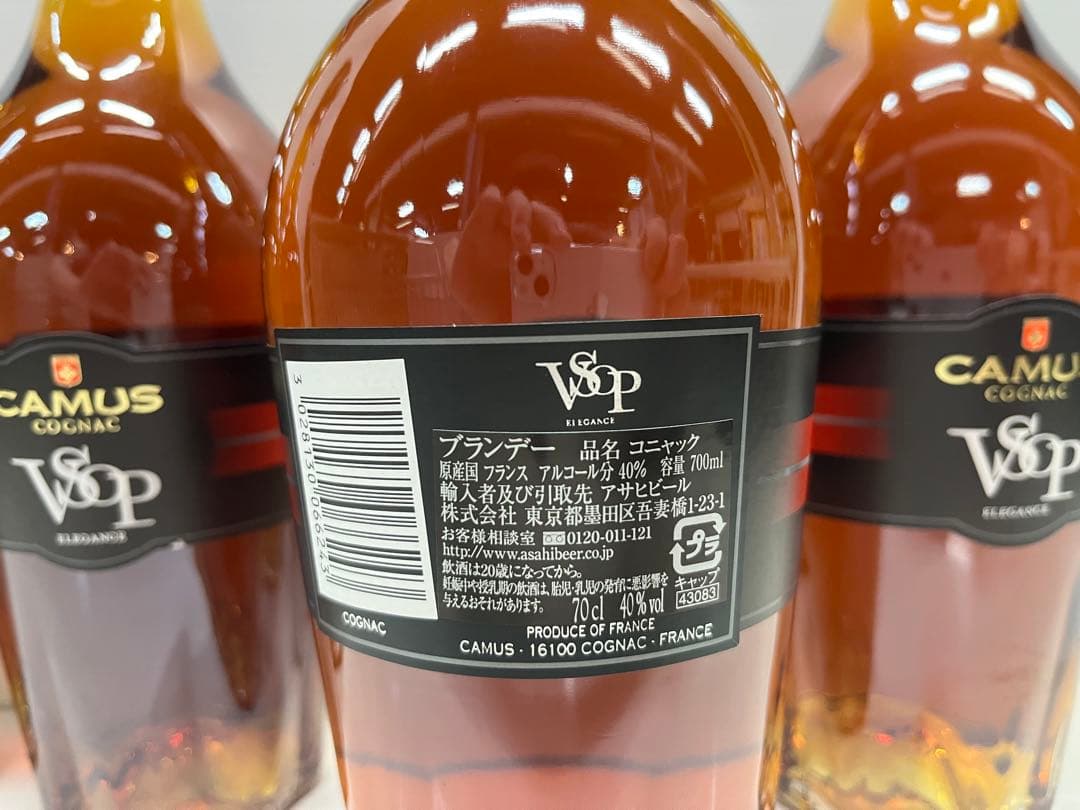 CAMUS
COGNAC
VSOP
ELEGANCE
3 028130 066243
COGNAC
VSOP
ELEGANCE
ブランデー 品名 コニャック
原産国 フランス アルコール分 40% 容量 700ml
輸入者及び引取先 アサヒビール
株式会社 東京都墨田区吾妻橋1-23-1
お客様相談室 0120-011-121
http://www.asahibeer.co.jp
飲酒は20歳になってから。
妊娠中や授乳期の飲酒は、胎児・乳児の発育に悪影響を
与えるおそれがあります。
70cl 40%vol
プラ
キャップ
43083
PRODUCE OF FRANCE
CAMUS · 16100 COGNAC · FRANCE
CAMU
COGNAC
VSOP
ELEGANCE